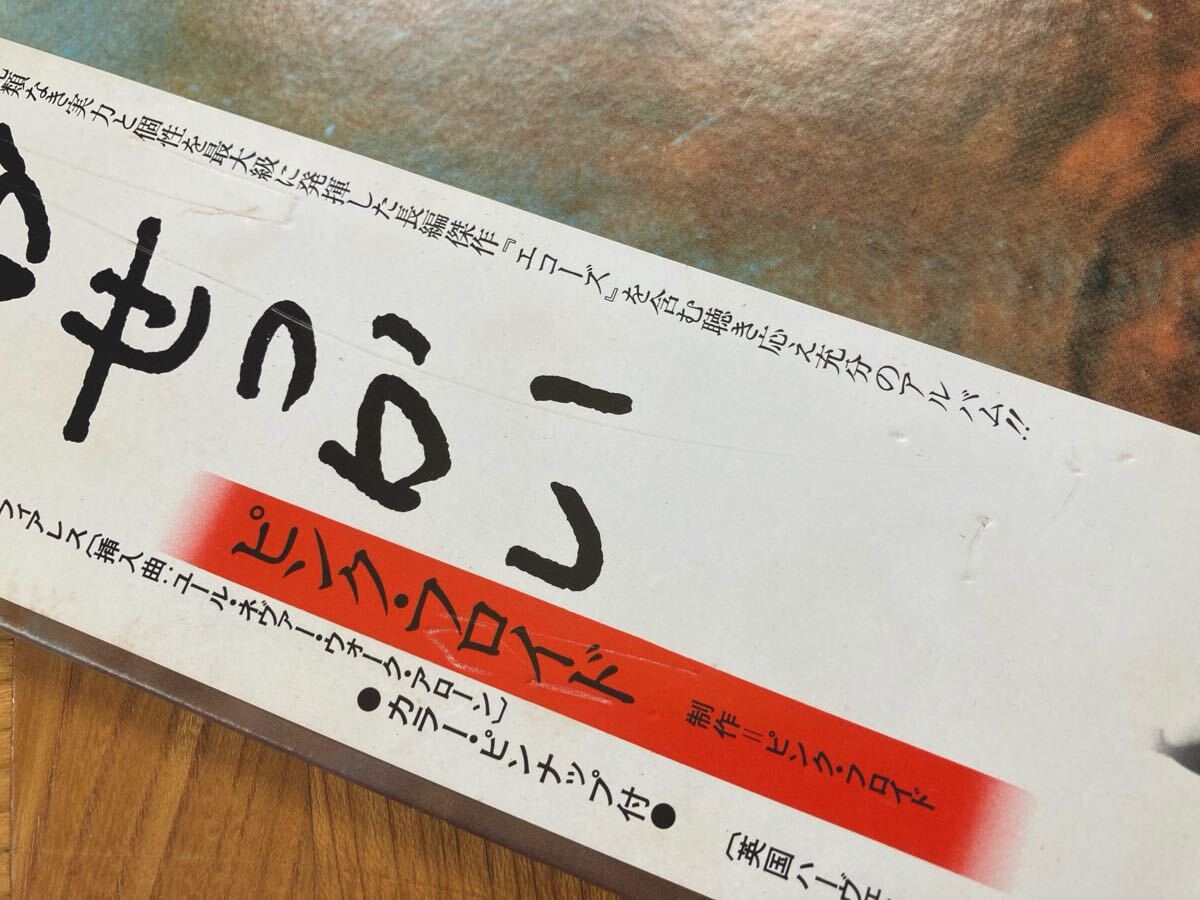 類なき実力と個性を最大級に発揮した長編傑作『エコーズ』を含む聴き応え充分のアルバム!!
せっかい
ピンク・フロイド 制作=ピンク・フロイド
フィアレス〔挿入曲:ユール・ネヴァー・ウォーク・アローン〕
●カラー・ピンナップ付●
〔英国ハーヴェ